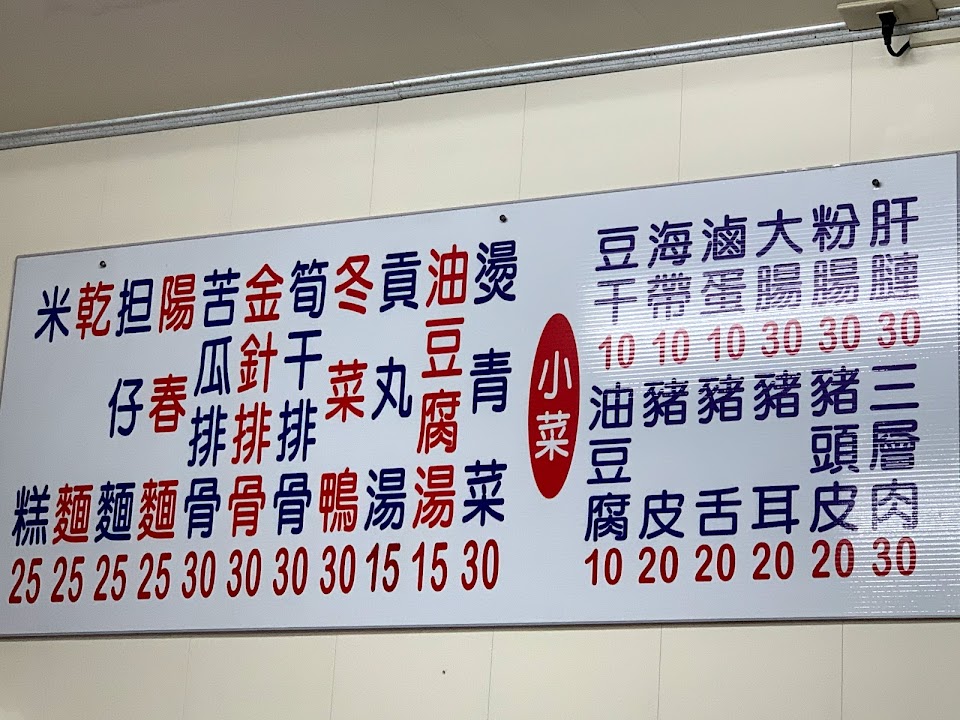 肝 30
粉腸 30
大腸 30
滷蛋 10
海帶 10
豆干 10
三層肉 30
豬頭皮 20
豬耳 20
豬舌 20
豬皮 20
油豆腐 10
小菜
燙青菜 30
油豆腐湯 15
貢丸湯 15
冬菜鴨 30
筍干排骨 30
金針排骨 30
苦瓜排骨 30
陽春麵 25
担仔麵 25
乾麵 25
米糕 25